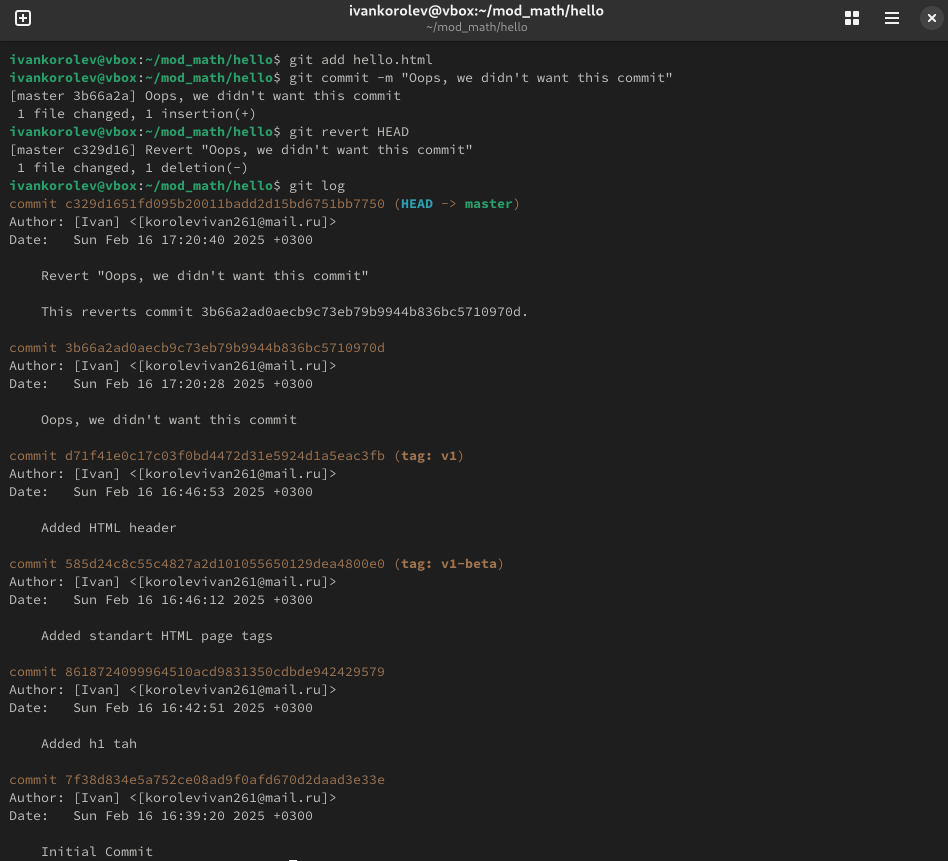 ivankorolev@vbox:~/mod_math/hello
~/mod_math/hello
ivankorolev@vbox:~/mod_math/hello$ git add hello.html
ivankorolev@vbox:~/mod_math/hello$ git commit -m "Oops, we didn't want this commit"
[master 3b66a2a] Oops, we didn't want this commit
 1 file changed, 1 insertion(+)
ivankorolev@vbox:~/mod_math/hello$ git revert HEAD
[master c329d16] Revert "Oops, we didn't want this commit"
 1 file changed, 1 deletion(-)
ivankorolev@vbox:~/mod_math/hello$ git log
commit c329d1651fd095b20011badd2d15bd6751bb7750 (HEAD -> master)
Author: [Ivan] <[korolevivan261@mail.ru]>
Date:   Sun Feb 16 17:20:40 2025 +0300

    Revert "Oops, we didn't want this commit"

    This reverts commit 3b66a2ad0aecb9c73eb79b9944b836bc5710970d.

commit 3b66a2ad0aecb9c73eb79b9944b836bc5710970d
Author: [Ivan] <[korolevivan261@mail.ru]>
Date:   Sun Feb 16 17:20:28 2025 +0300

    Oops, we didn't want this commit

commit d71f41e0c17c03f0bd4472d31e5924d1a5eac3fb (tag: v1)
Author: [Ivan] <[korolevivan261@mail.ru]>
Date:   Sun Feb 16 16:46:53 2025 +0300

    Added HTML header

commit 585d24c8c55c4827a2d101055650129dea4800e0 (tag: v1-beta)
Author: [Ivan] <[korolevivan261@mail.ru]>
Date:   Sun Feb 16 16:46:12 2025 +0300

    Added standart HTML page tags

commit 8618724099964510acd9831350cdbde942429579
Author: [Ivan] <[korolevivan261@mail.ru]>
Date:   Sun Feb 16 16:42:51 2025 +0300

    Added h1 tah

commit 7f38d834e5a752ce08ad9f0afd670d2daad3e33e
Author: [Ivan] <[korolevivan261@mail.ru]>
Date:   Sun Feb 16 16:39:20 2025 +0300

    Initial Commit